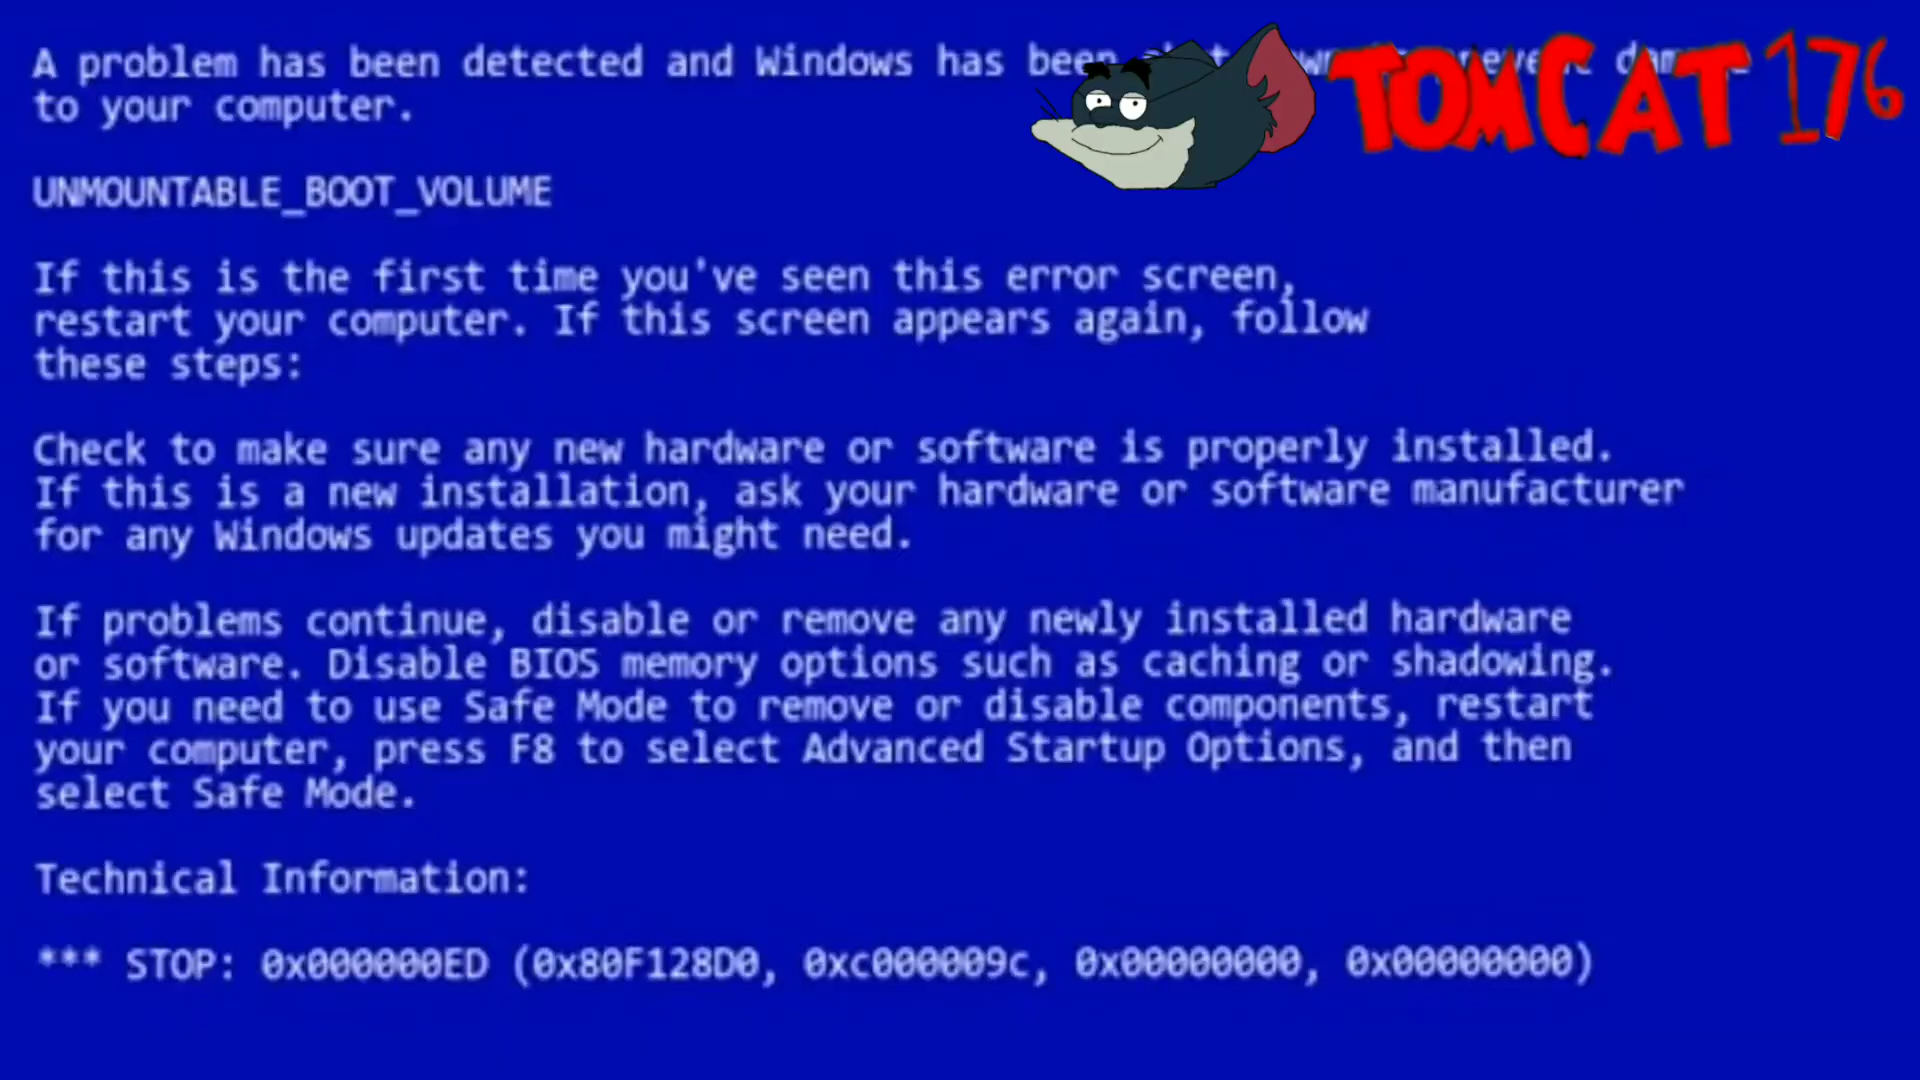 A problem has been detected and Windows has been
to your computer.
TOMCAT 176
UNMOUNTABLE_BOOT_VOLUME
If this is the first time you've seen this error screen,
restart your computer. If this screen appears again, follow
these steps:
Check to make sure any new hardware or software is properly installed.
If this is a new installation, ask your hardware or software manufacturer
for any Windows updates you might need.
If problems continue, disable or remove any newly installed hardware
or software. Disable BIOS memory options such as caching or shadowing.
If you need to use Safe Mode to remove or disable components, restart
your computer, press F8 to select Advanced Startup Options, and then
select Safe Mode.
Technical Information:
*** STOP: 0x000000ED (0x80F128D0, 0xc000009c, 0x00000000, 0x00000000)